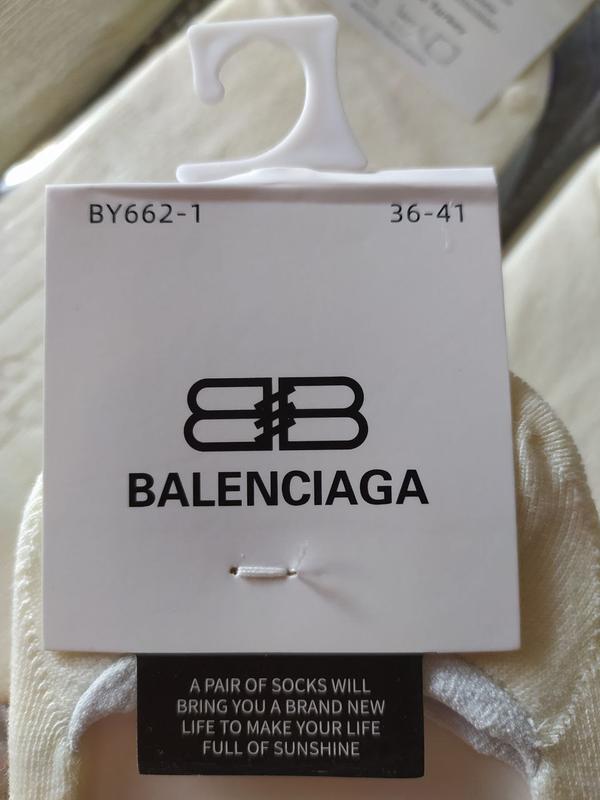 BY662-1 36-41
BB
BALENCIAGA
A PAIR OF SOCKS WILL
BRING YOU A BRAND NEW
LIFE TO MAKE YOUR LIFE
FULL OF SUNSHINE